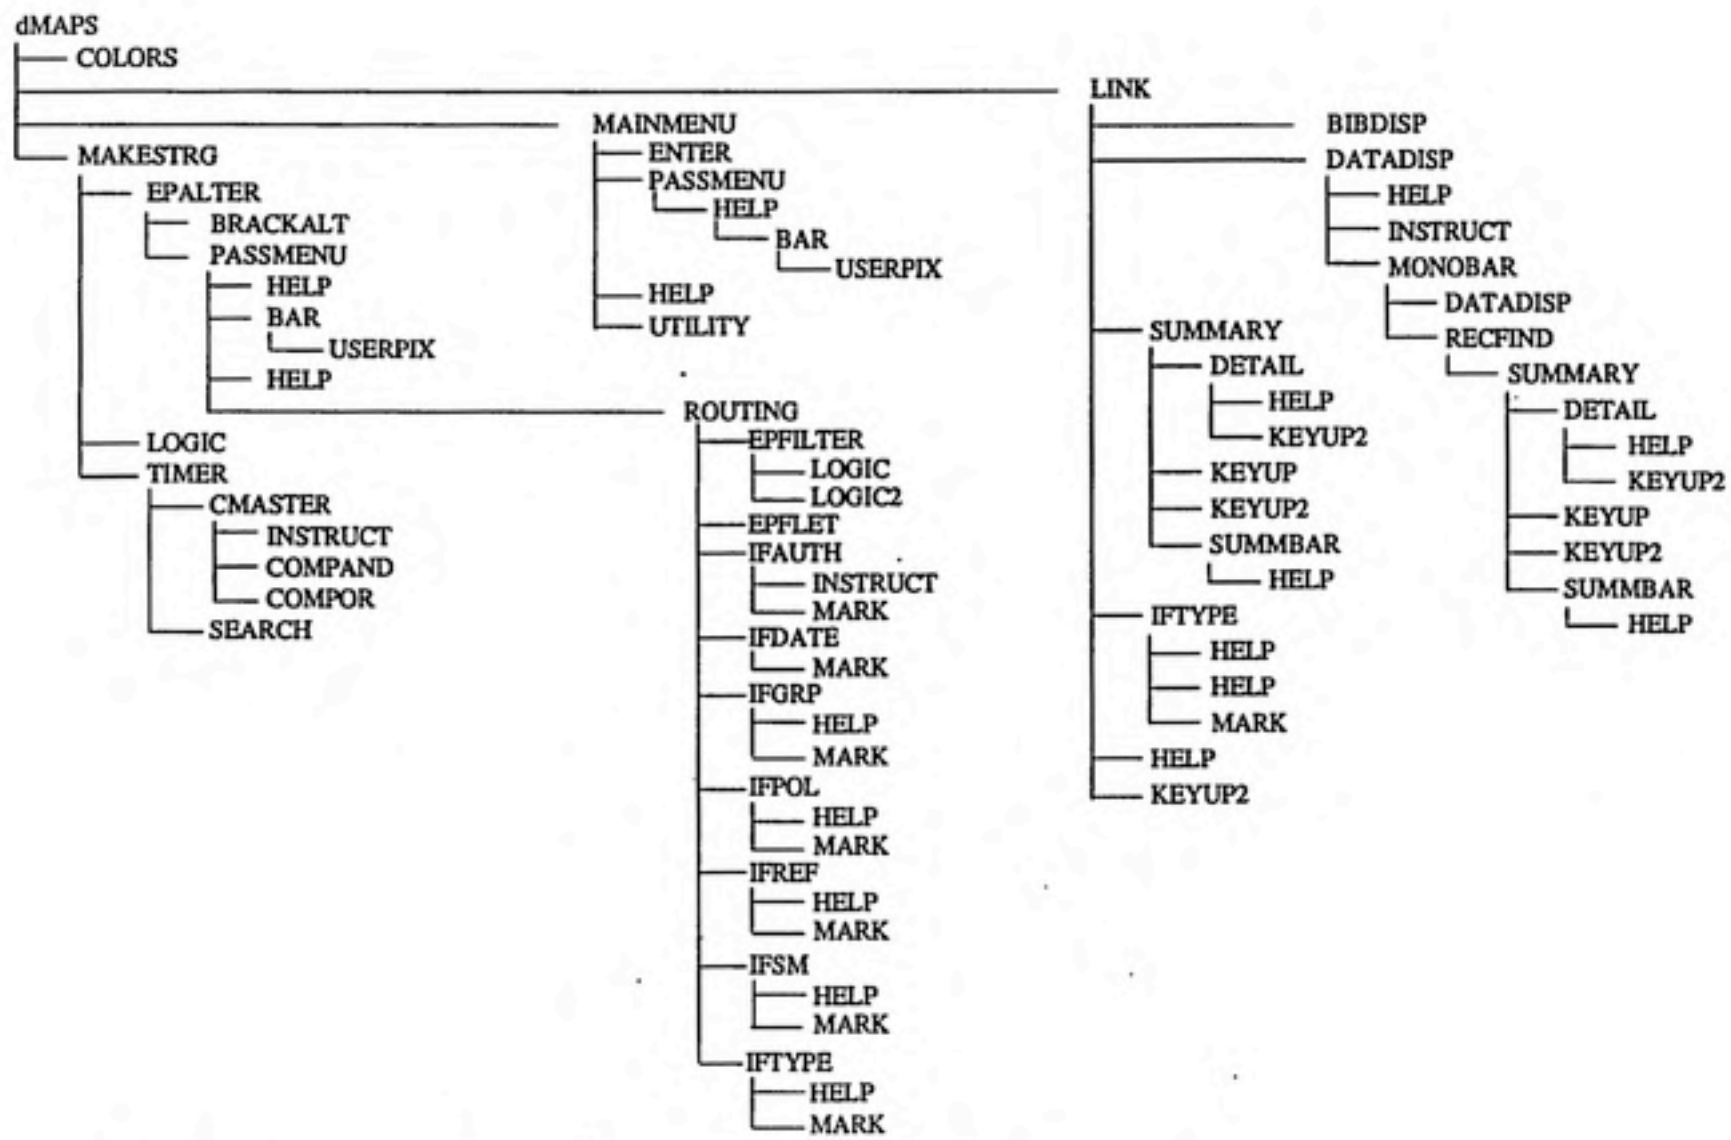 dMAPS
COLORS
LINK
MAINMENU
BIBDISP
MAKESTRG
ENTER
DATADISP
EPALTER
PASSMENU
HELP
BRACKALT
HELP
INSTRUCT
PASSMENU
BAR
MONOBAR
HELP
USERPIX
BAR
HELP
DATADISP
USERPIX
UTILITY
SUMMARY
RECFIND
HELP
DETAIL
SUMMARY
ROUTING
HELP
DETAIL
LOGIC
EPFILTER
KEYUP2
HELP
TIMER
LOGIC
KEYUP
KEYUP2
CMASTER
LOGIC2
KEYUP2
KEYUP
INSTRUCT
EPFLET
SUMMBAR
KEYUP2
COMPAND
IFAUTH
HELP
SUMMBAR
COMPOR
INSTRUCT
IFTYPE
HELP
SEARCH
MARK
HELP
IFDATE
HELP
MARK
MARK
IFGRP
HELP
HELP
KEYUP2
MARK
IFPOL
HELP
MARK
IFREF
HELP
MARK
IFSM
HELP
MARK
IFTYPE
HELP
MARK